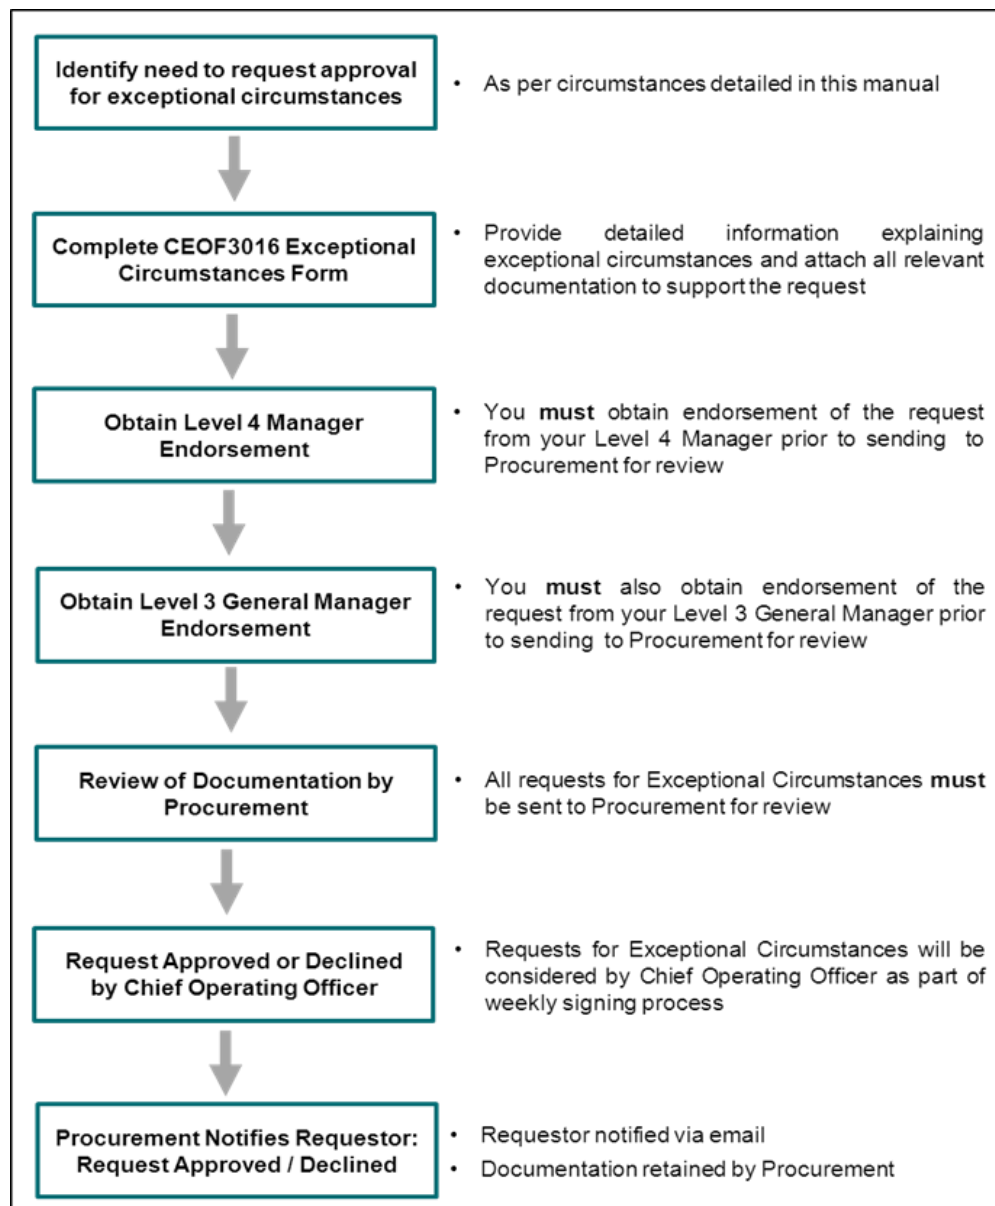 Identify need to request approval
for exceptional circumstances
• As per circumstances detailed in this manual
Complete CEOF3016 Exceptional
Circumstances Form
• Provide detailed information explaining
exceptional circumstances and attach all relevant
documentation to support the request
Obtain Level 4 Manager
Endorsement
• You must obtain endorsement of the request
from your Level 4 Manager prior to sending to
Procurement for review
Obtain Level 3 General Manager
Endorsement
• You must also obtain endorsement of the
request from your Level 3 General Manager prior
to sending to Procurement for review
Review of Documentation by
Procurement
• All requests for Exceptional Circumstances must
be sent to Procurement for review
Request Approved or Declined
by Chief Operating Officer
• Requests for Exceptional Circumstances will be
considered by Chief Operating Officer as part of
weekly signing process
Procurement Notifies Requestor:
Request Approved / Declined
• Requestor notified via email
• Documentation retained by Procurement